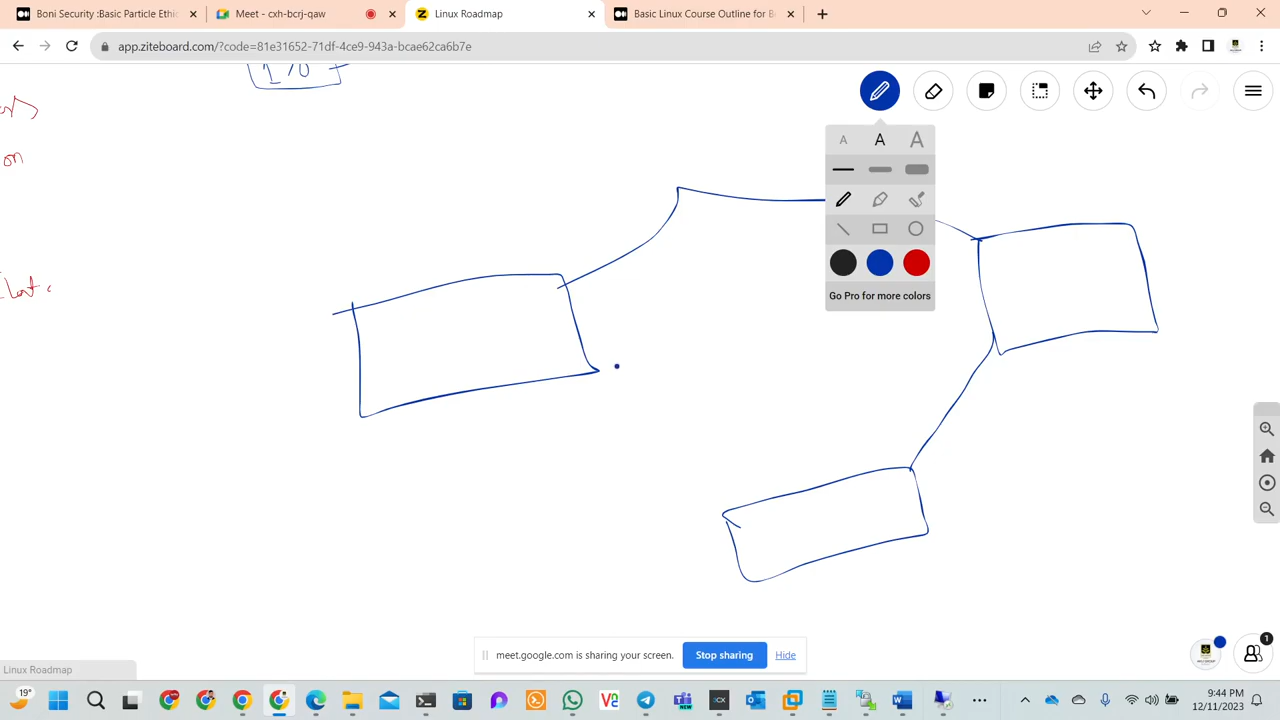 Boni Security :Basic Particle Ethic
Meet - cxh-bcrj-qaw
Linux Roadmap
Basic Linux Course Outline for B
app.ziteboard.com/?code=81e31652-71df-4ce9-943a-bcae62ca6b7e
on
A A A
Go Pro for more colors
meet.google.com is sharing your screen.
Stop sharing
Hide
1
Linux Roadmap
19°
9:44 PM
12/11/2023